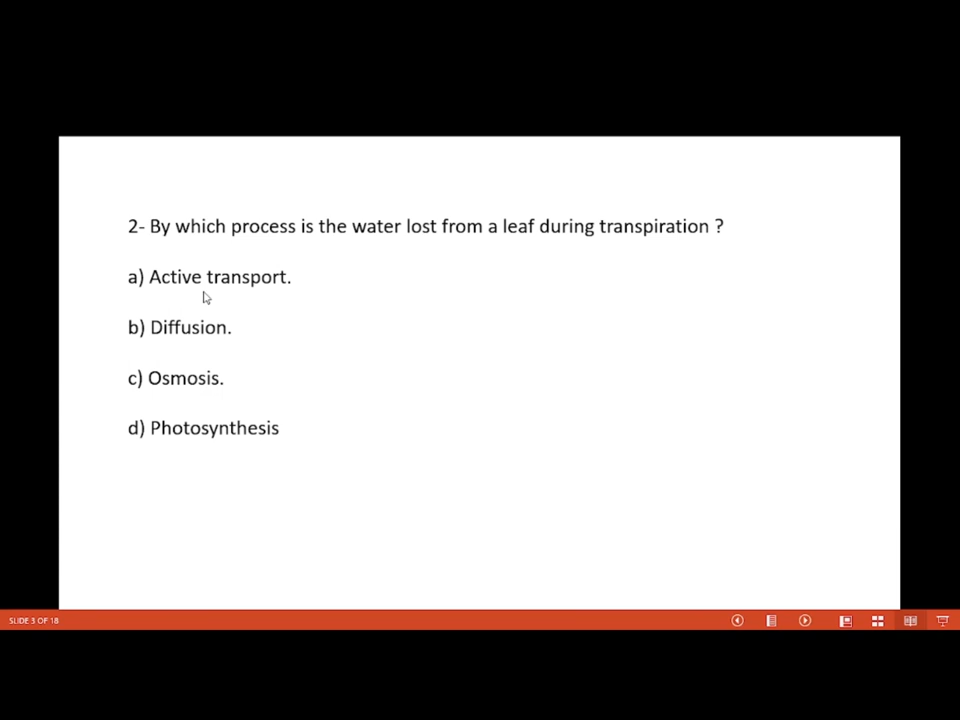 2- By which process is the water lost from a leaf during transpiration ?
a) Active transport.
b) Diffusion.
c) Osmosis.
d) Photosynthesis
SLIDE 3 OF 18